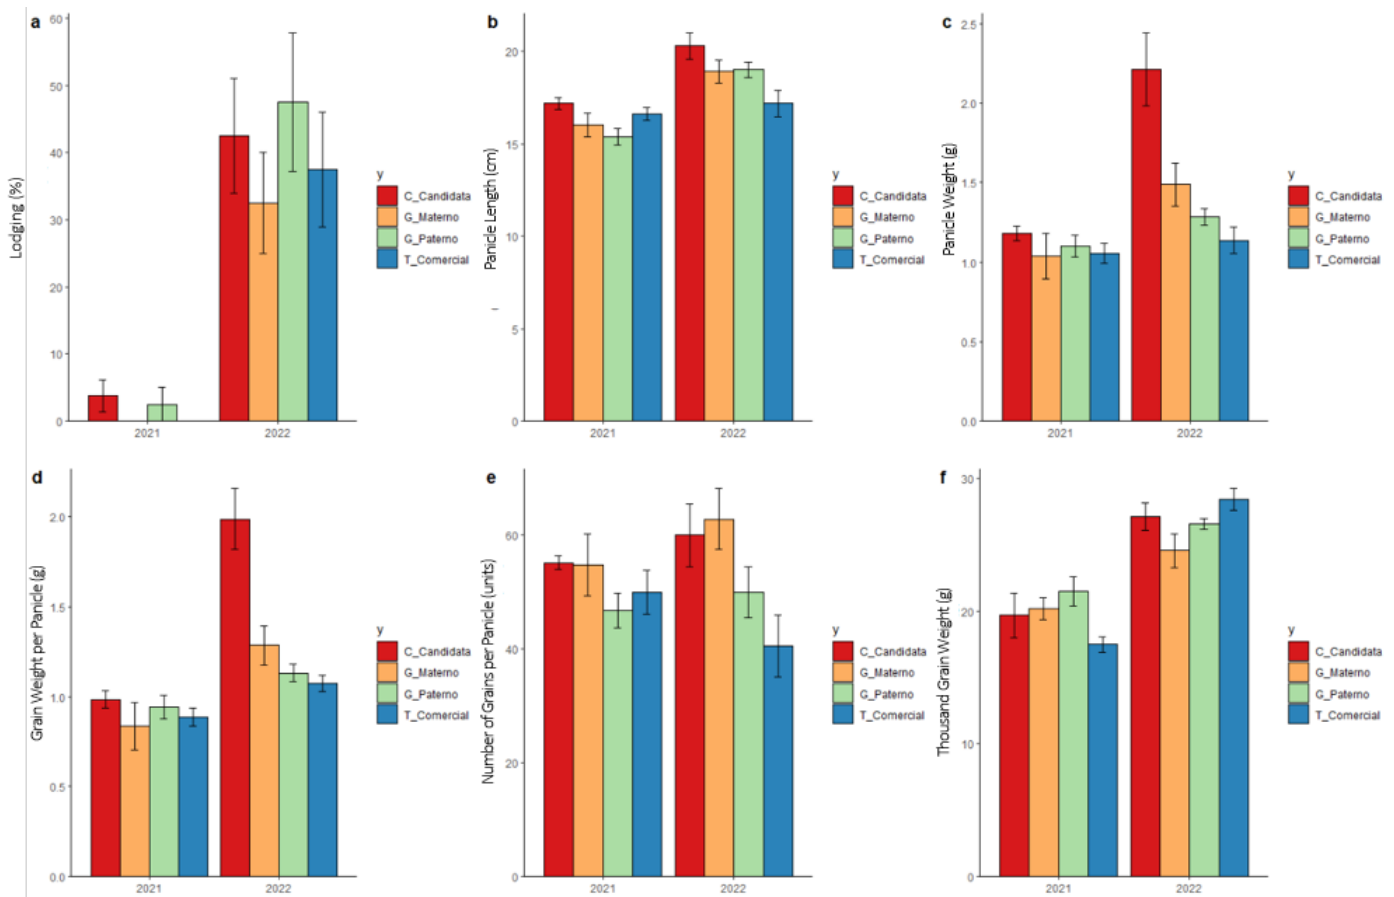 a
60
50
40
30
20
10
0
Lodging (%)
2021
2022
y
C_Candidata
G_Materno
G_Paterno
T_Comercial
b
20
15
10
5
0
Panicle Length (cm)
2021
2022
y
C_Candidata
G_Materno
G_Paterno
T_Comercial
c
2.5
2.0
1.5
1.0
0.5
0.0
Panicle Weight (g)
2021
2022
y
C_Candidata
G_Materno
G_Paterno
T_Comercial
d
2.0
1.5
1.0
0.5
0.0
Grain Weight per Panicle (g)
2021
2022
y
C_Candidata
G_Materno
G_Paterno
T_Comercial
e
60
40
20
0
Number of Grains per Panicle (units)
2021
2022
y
C_Candidata
G_Materno
G_Paterno
T_Comercial
f
30
20
10
0
Thousand Grain Weight (g)
2021
2022
y
C_Candidata
G_Materno
G_Paterno
T_Comercial